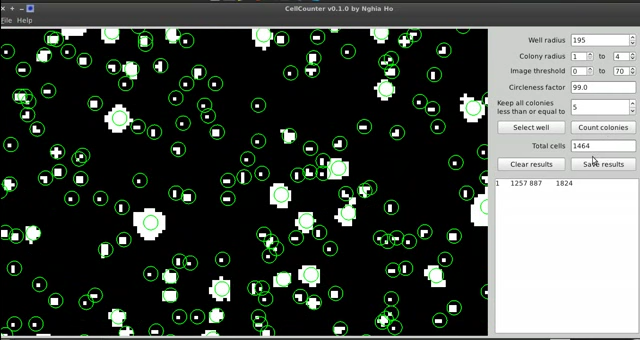 CellCounter v0.1.0 by Nghia Ho
File Help
Well radius 195
Colony radius 1 to 4
Image threshold 0 to 70
Circleness factor 99.0
Keep all colonies
less than or equal to 5
Select well Count colonies
Total cells 1464
Clear results Save results
1 1257 887 1824